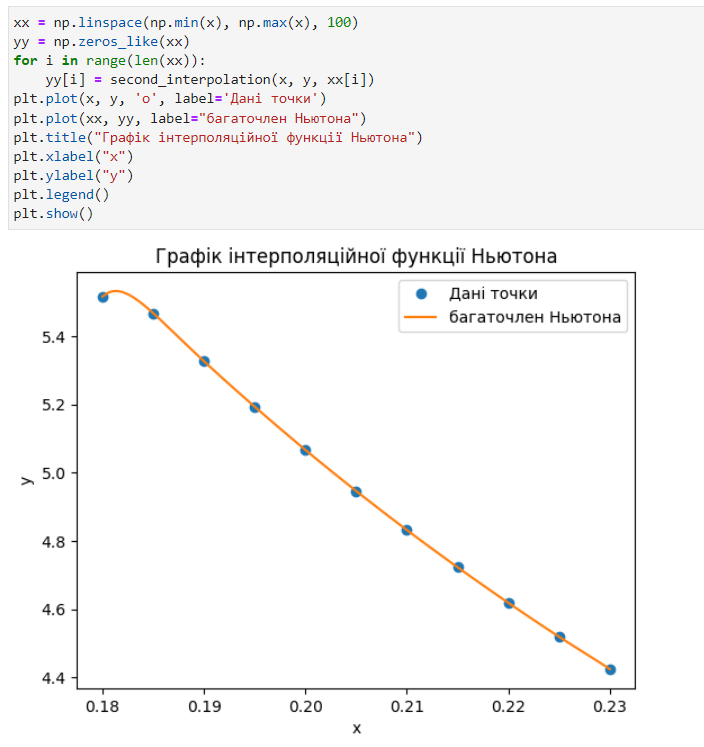 xx = np.linspace(np.min(x), np.max(x), 100)
yy = np.zeros_like(xx)
for i in range(len(xx)):
    yy[i] = second_interpolation(x, y, xx[i])
plt.plot(x, y, 'o', label='Дані точки')
plt.plot(xx, yy, label="багаточлен Ньютона")
plt.title("Графік інтерполяційної функції Ньютона")
plt.xlabel("x")
plt.ylabel("y")
plt.legend()
plt.show()
Графік інтерполяційної функції Ньютона
Дані точки
багаточлен Ньютона
5.4
5.2
5.0
4.8
4.6
4.4
y
0.18 0.19 0.20 0.21 0.22 0.23
x